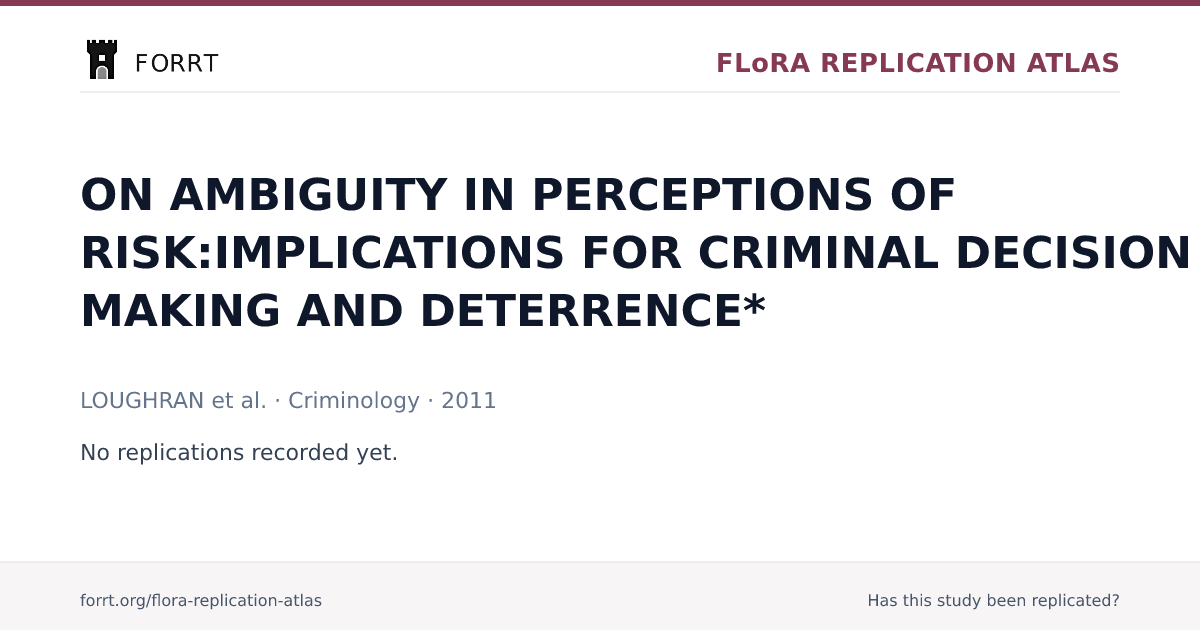 FORRT
FLoRA REPLICATION ATLAS
ON AMBIGUITY IN PERCEPTIONS OF
RISK:IMPLICATIONS FOR CRIMINAL DECISION
MAKING AND DETERRENCE*
LOUGHRAN et al. · Criminology · 2011
No replications recorded yet.
forrt.org/flora-replication-atlas
Has this study been replicated?